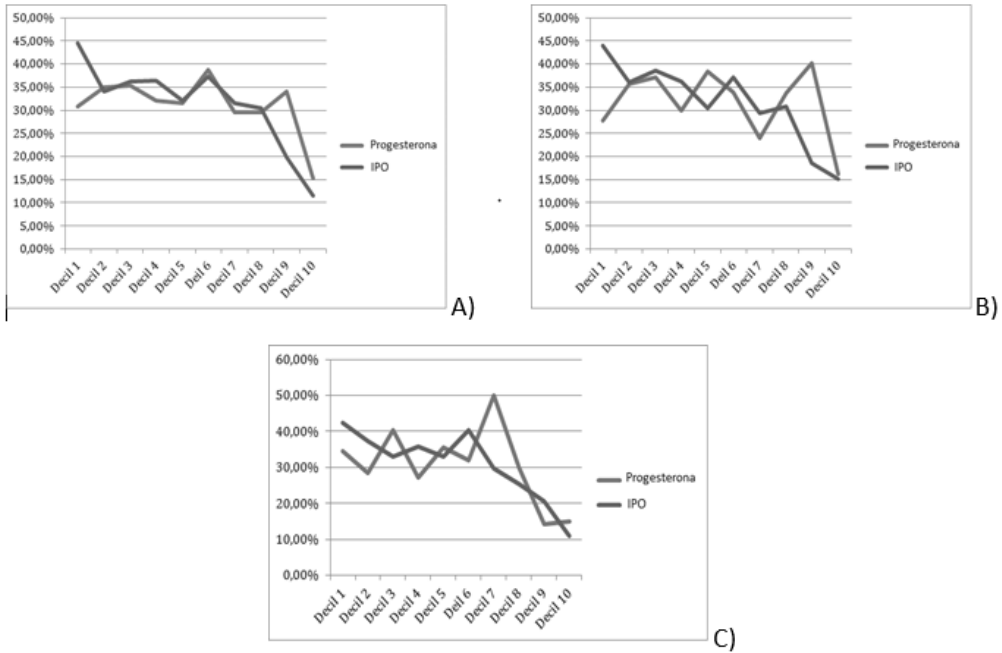 50,00%
45,00%
40,00%
35,00%
30,00%
25,00%
20,00%
15,00%
10,00%
5,00%
0,00%
Decil 1
Decil 2
Decil 3
Decil 4
Decil 5
Deil 6
Decil 7
Decil 8
Decil 9
Decil 10
Progesterona
IPO
A)
50,00%
45,00%
40,00%
35,00%
30,00%
25,00%
20,00%
15,00%
10,00%
5,00%
0,00%
Decil 1
Decil 2
Decil 3
Decil 4
Decil 5
Deil 6
Decil 7
Decil 8
Decil 9
Decil 10
Progesterona
IPO
B)
60,00%
50,00%
40,00%
30,00%
20,00%
10,00%
0,00%
Decil 1
Decil 2
Decil 3
Decil 4
Decil 5
Deil 6
Decil 7
Decil 8
Decil 9
Decil 10
Progesterona
IPO
C)